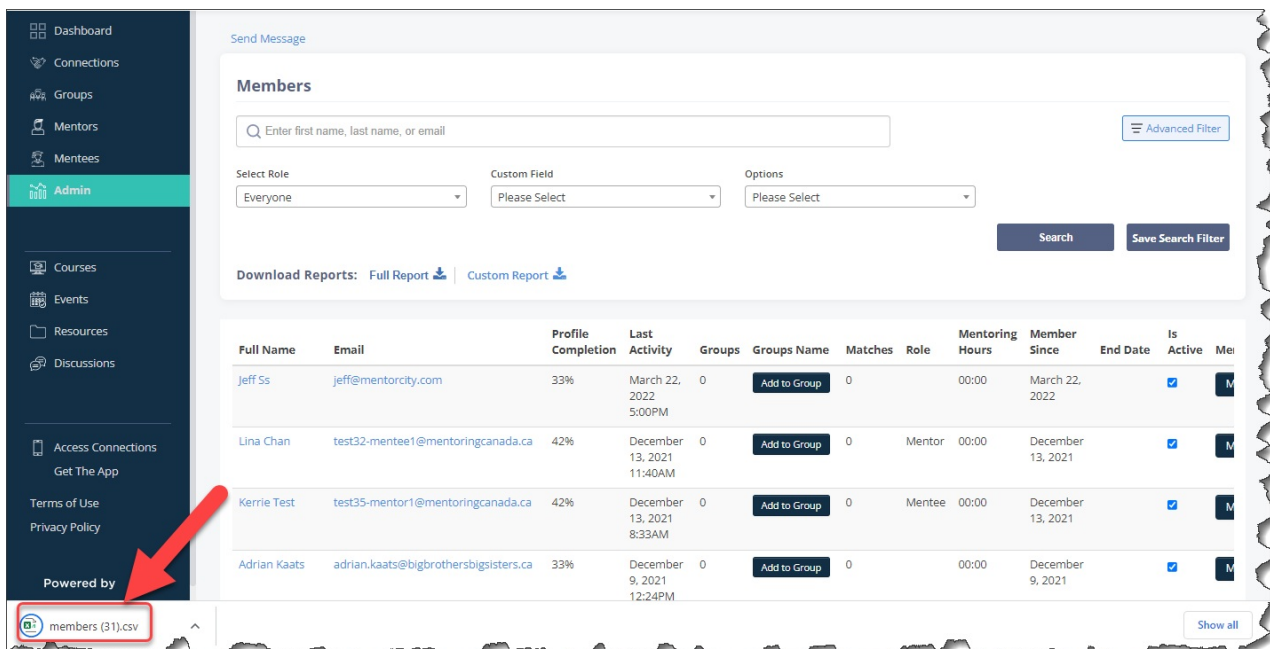 Dashboard
Connections
Groups
Mentors
Mentees
Admin
Courses
Events
Resources
Discussions
Access Connections
Get The App
Terms of Use
Privacy Policy
Powered by
Send Message
Members
Enter first name, last name, or email
Advanced Filter
Select Role Custom Field Options
Everyone Please Select Please Select
Search Save Search Filter
Download Reports: Full Report Custom Report
Profile Last Mentoring Member Is
Full Name Email Completion Activity Groups Groups Name Matches Role Hours Since End Date Active
Jeff Ss jeff@mentorcity.com 33% March 22, 0 Add to Group 0 00:00 March 22, M
2022 2022
5:00PM
Lina Chan test32-mentee1@mentoringcanada.ca 42% December 0 Add to Group 0 Mentor 00:00 December M
13, 2021 13, 2021
11:40AM
Kerrie Test test35-mentor1@mentoringcanada.ca 42% December 0 Add to Group 0 Mentee 00:00 December M
13, 2021 13, 2021
8:33AM
Adrian Kaats adrian.kaats@bigbrothersbigsisters.ca 33% December 0 Add to Group 0 00:00 December M
9, 2021 9, 2021
12:24PM
members (31).csv
Show all